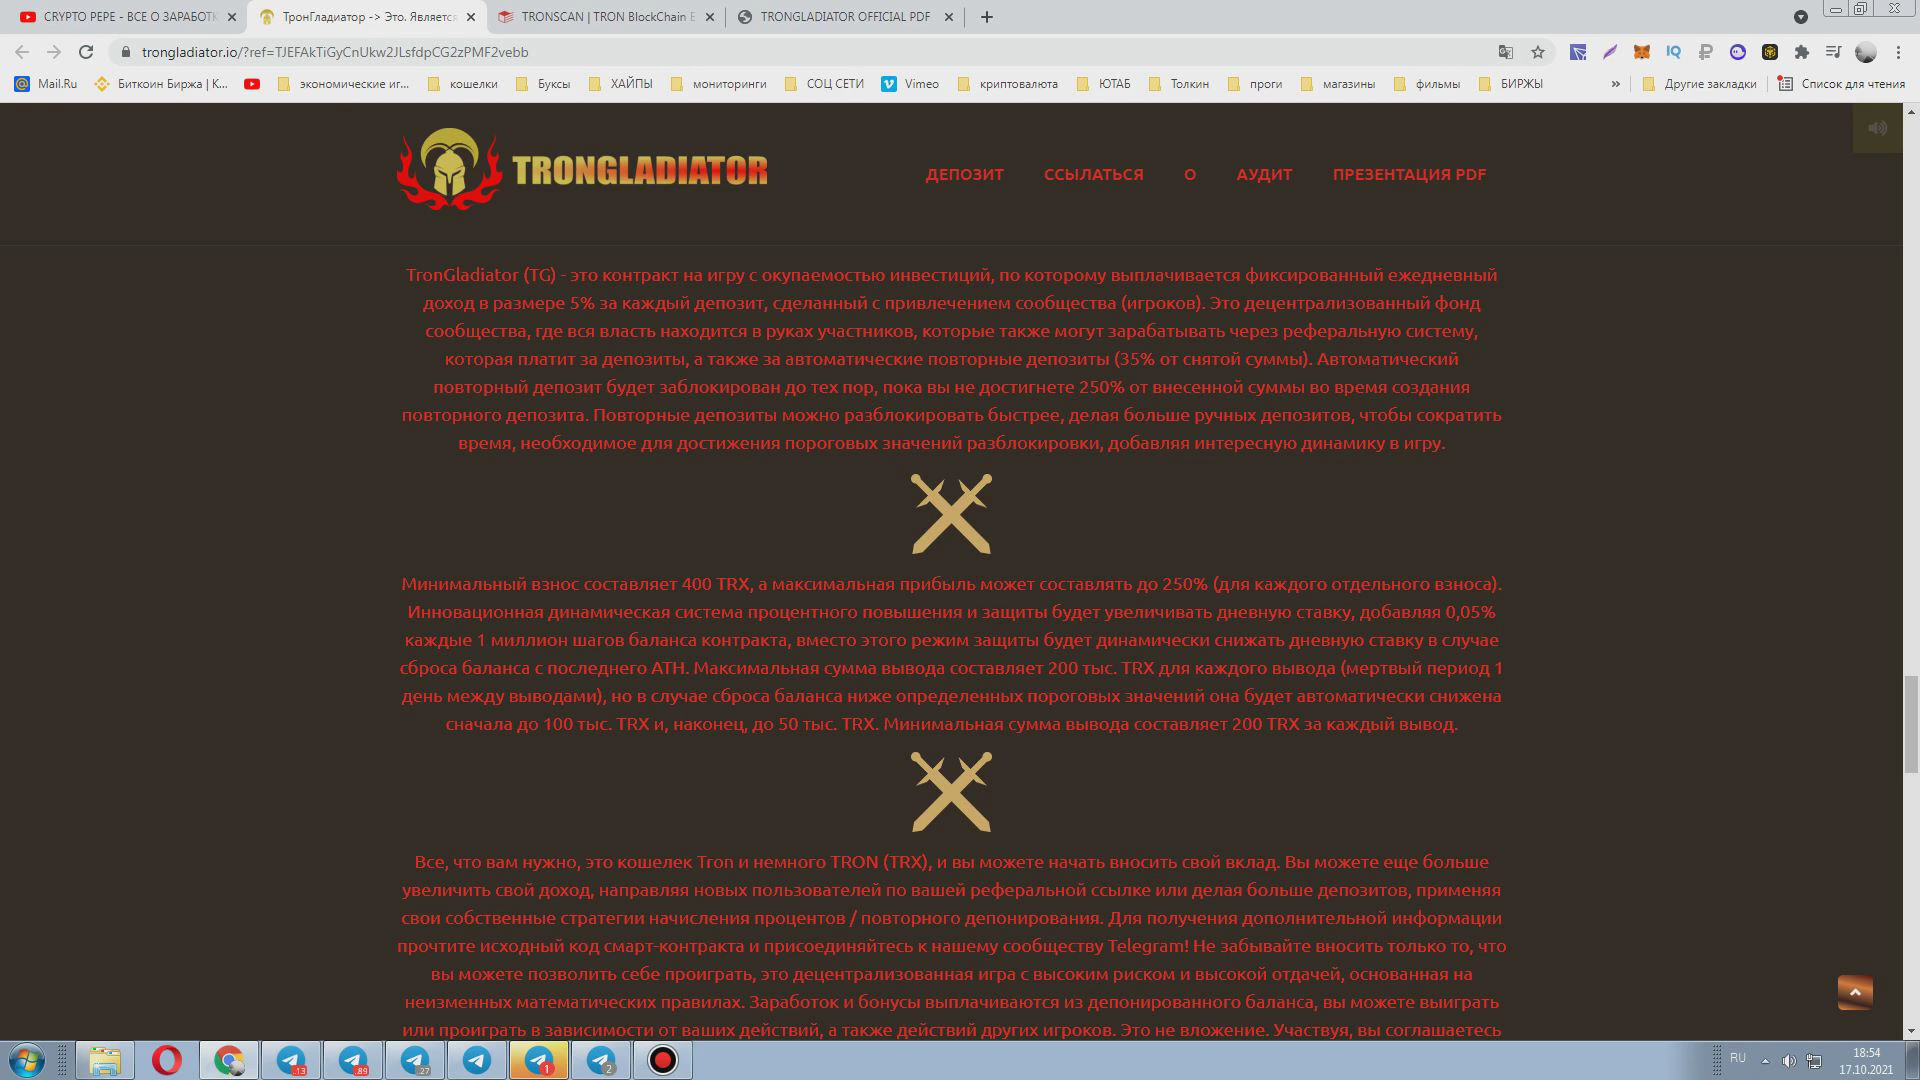 CRYPTO PEPE - ВСЕ О ЗАРАБОТК
ТронГладиатор -> Это. Является
TRONSCAN | TRON BlockChain E
TRONGLADIATOR OFFICIAL PDF
trongladiator.io/?ref=TJEFAkTiGyCnUkw2JLsfdpCG2zPMF2vebb
Mail.Ru
Биткоин Биржа | К...
экономические иг...
кошелки
Буксы
ХАЙПЫ
мониторинги
СОЦ СЕТИ
Vimeo
криптовалюта
ЮТАБ
Толкин
проги
магазины
фильмы
БИРЖЫ
»
Другие закладки
Список для чтения
TRONGLADIATOR
ДЕПОЗИТ
ССЫЛАТЬСЯ
О
АУДИТ
ПРЕЗЕНТАЦИЯ PDF
TronGladiator (TG) - это контракт на игру с окупаемостью инвестиций, по которому выплачивается фиксированный ежедневный
доход в размере 5% за каждый депозит, сделанный с привлечением сообщества (игроков). Это децентрализованный фонд
сообщества, где вся власть находится в руках участников, которые также могут зарабатывать через реферальную систему,
которая платит за депозиты, а также за автоматические повторные депозиты (35% от снятой суммы). Автоматический
повторный депозит будет заблокирован до тех пор, пока вы не достигнете 250% от внесенной суммы во время создания
повторного депозита. Повторные депозиты можно разблокировать быстрее, делая больше ручных депозитов, чтобы сократить
время, необходимое для достижения пороговых значений разблокировки, добавляя интересную динамику в игру.
Минимальный взнос составляет 400 TRX, а максимальная прибыль может составлять до 250% (для каждого отдельного взноса).
Инновационная динамическая система процентного повышения и защиты будет увеличивать дневную ставку, добавляя 0,05%
каждые 1 миллион шагов баланса контракта, вместо этого режим защиты будет динамически снижать дневную ставку в случае
сброса баланса с последнего ATH. Максимальная сумма вывода составляет 200 тыс. TRX для каждого вывода (мертвый период 1
день между выводами), но в случае сброса баланса ниже определенных пороговых значений она будет автоматически снижена
сначала до 100 тыс. TRX и, наконец, до 50 тыс. TRX. Минимальная сумма вывода составляет 200 TRX за каждый вывод.
Все, что вам нужно, это кошелек Tron и немного TRON (TRX), и вы можете начать вносить свой вклад. Вы можете еще больше
увеличить свой доход, направляя новых пользователей по вашей реферальной ссылке или делая больше депозитов, применяя
свои собственные стратегии начисления процентов / повторного депонирования. Для получения дополнительной информации
прочтите исходный код смарт-контракта и присоединяйтесь к нашему сообществу Telegram! Не забывайте вносить только то, что
вы можете позволить себе проиграть, это децентрализованная игра с высоким риском и высокой отдачей, основанная на
неизменных математических правилах. Заработок и бонусы выплачиваются из депонированного баланса, вы можете выиграть
или проиграть в зависимости от ваших действий, а также действий других игроков. Это не вложение. Участвуя, вы соглашаетесь
.13
.89
.27
1
2
RU
18:54
17.10.2021